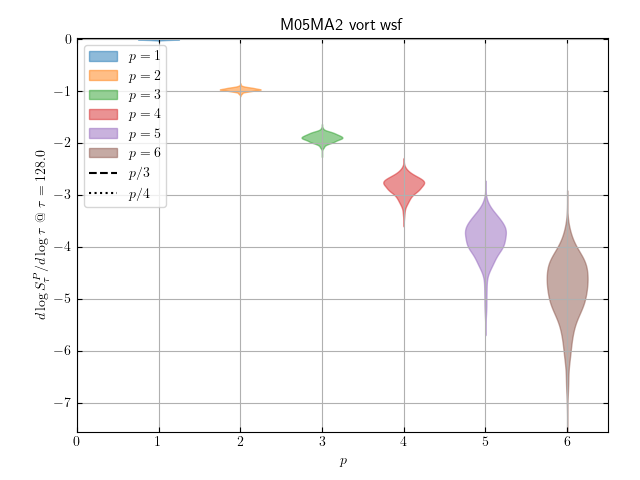 M05MA2 vort wsf
p = 1
p = 2
p = 3
p = 4
p = 5
p = 6
p/3
p/4
d log S_τ^P / d log τ @ τ = 128.0
0
−1
−2
−3
−4
−5
−6
−7
0 1 2 3 4 5 6
p